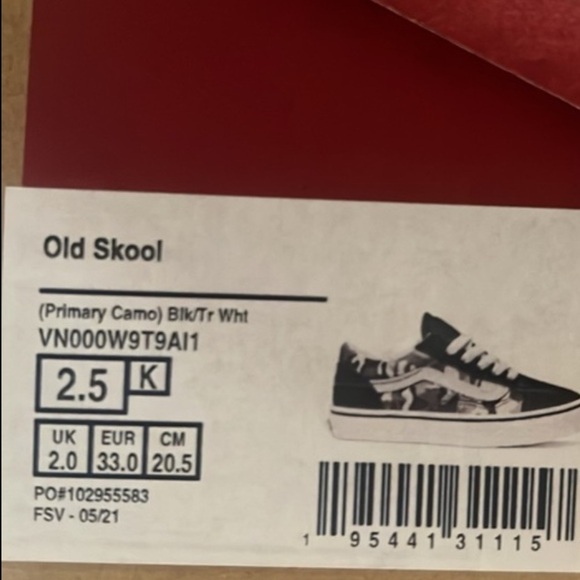 Old Skool
(Primary Camo) Blk/Tr Wht
VN000W9T9AI1
2.5 K
UK EUR CM
2.0 33.0 20.5
PO#102955583
FSV - 05/21
1 95441 31115